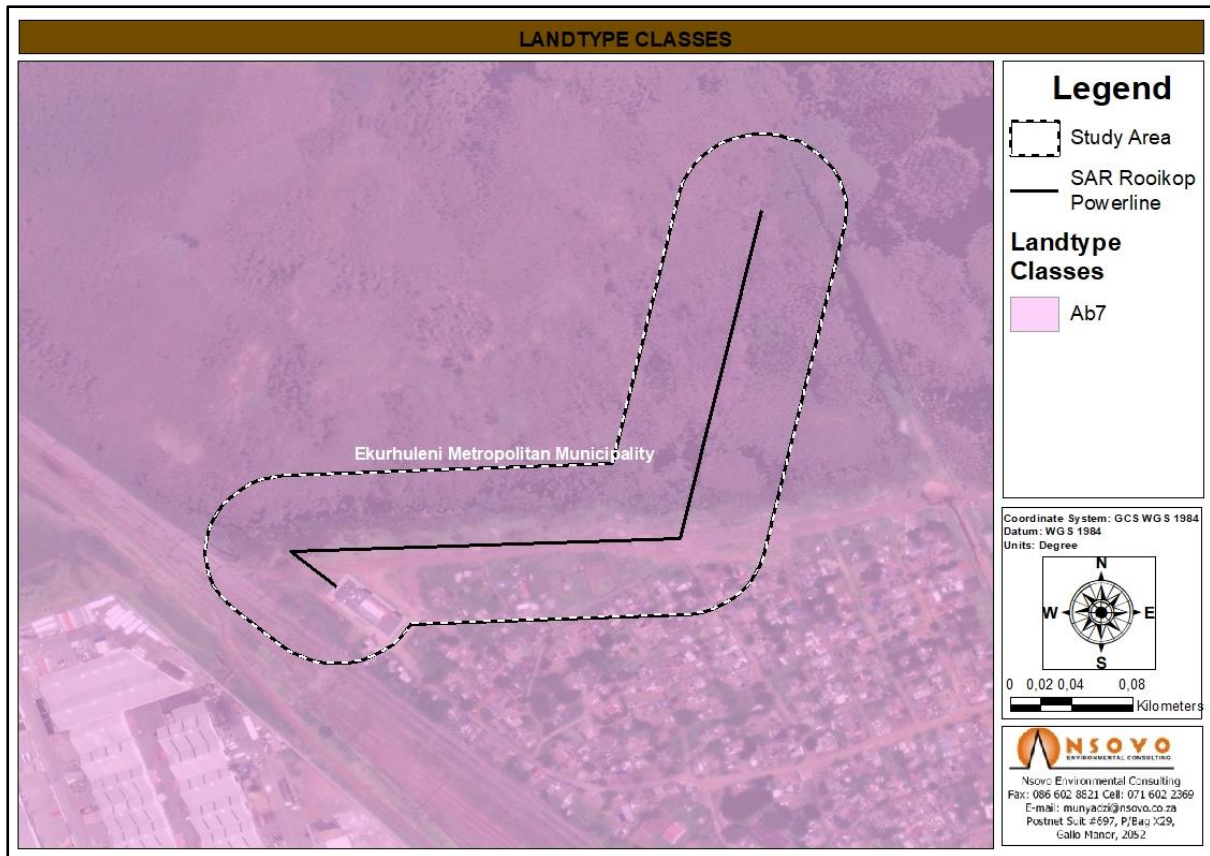 LANDTYPE CLASSES
Ekurhuleni Metropolitan Municipality
Legend
Study Area
SAR Rooikop
Powerline
Landtype
Classes
Ab7
Coordinate System: GCS WGS 1984
Datum: WGS 1984
Units: Degree
N
W E
S
0 0,02 0,04 0,08
Kilometers
NSOVO
ENVIRONMENTAL CONSULTING
Nsovo Environmental Consulting
Fax: 086 602 8821 Cell: 071 602 2369
E-mail: munyadzi@nsovo.co.za
Postnet Suit #697, P/Bag X29,
Gallo Manor, 2052